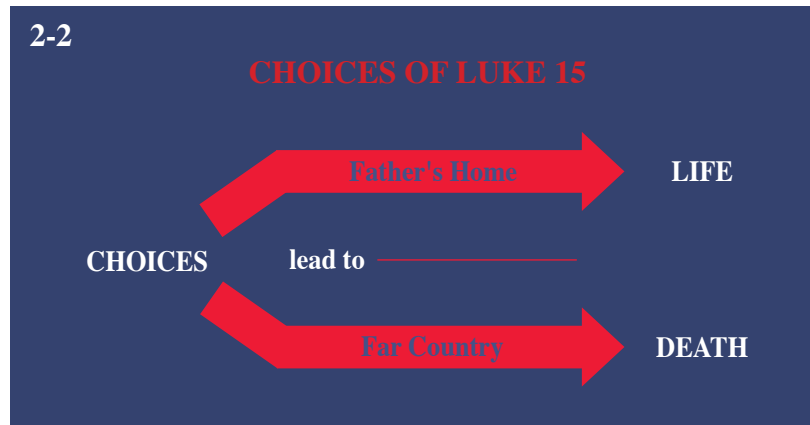 2-2
CHOICES OF LUKE 15
Father's Home
LIFE
CHOICES
lead to
Far Country
DEATH